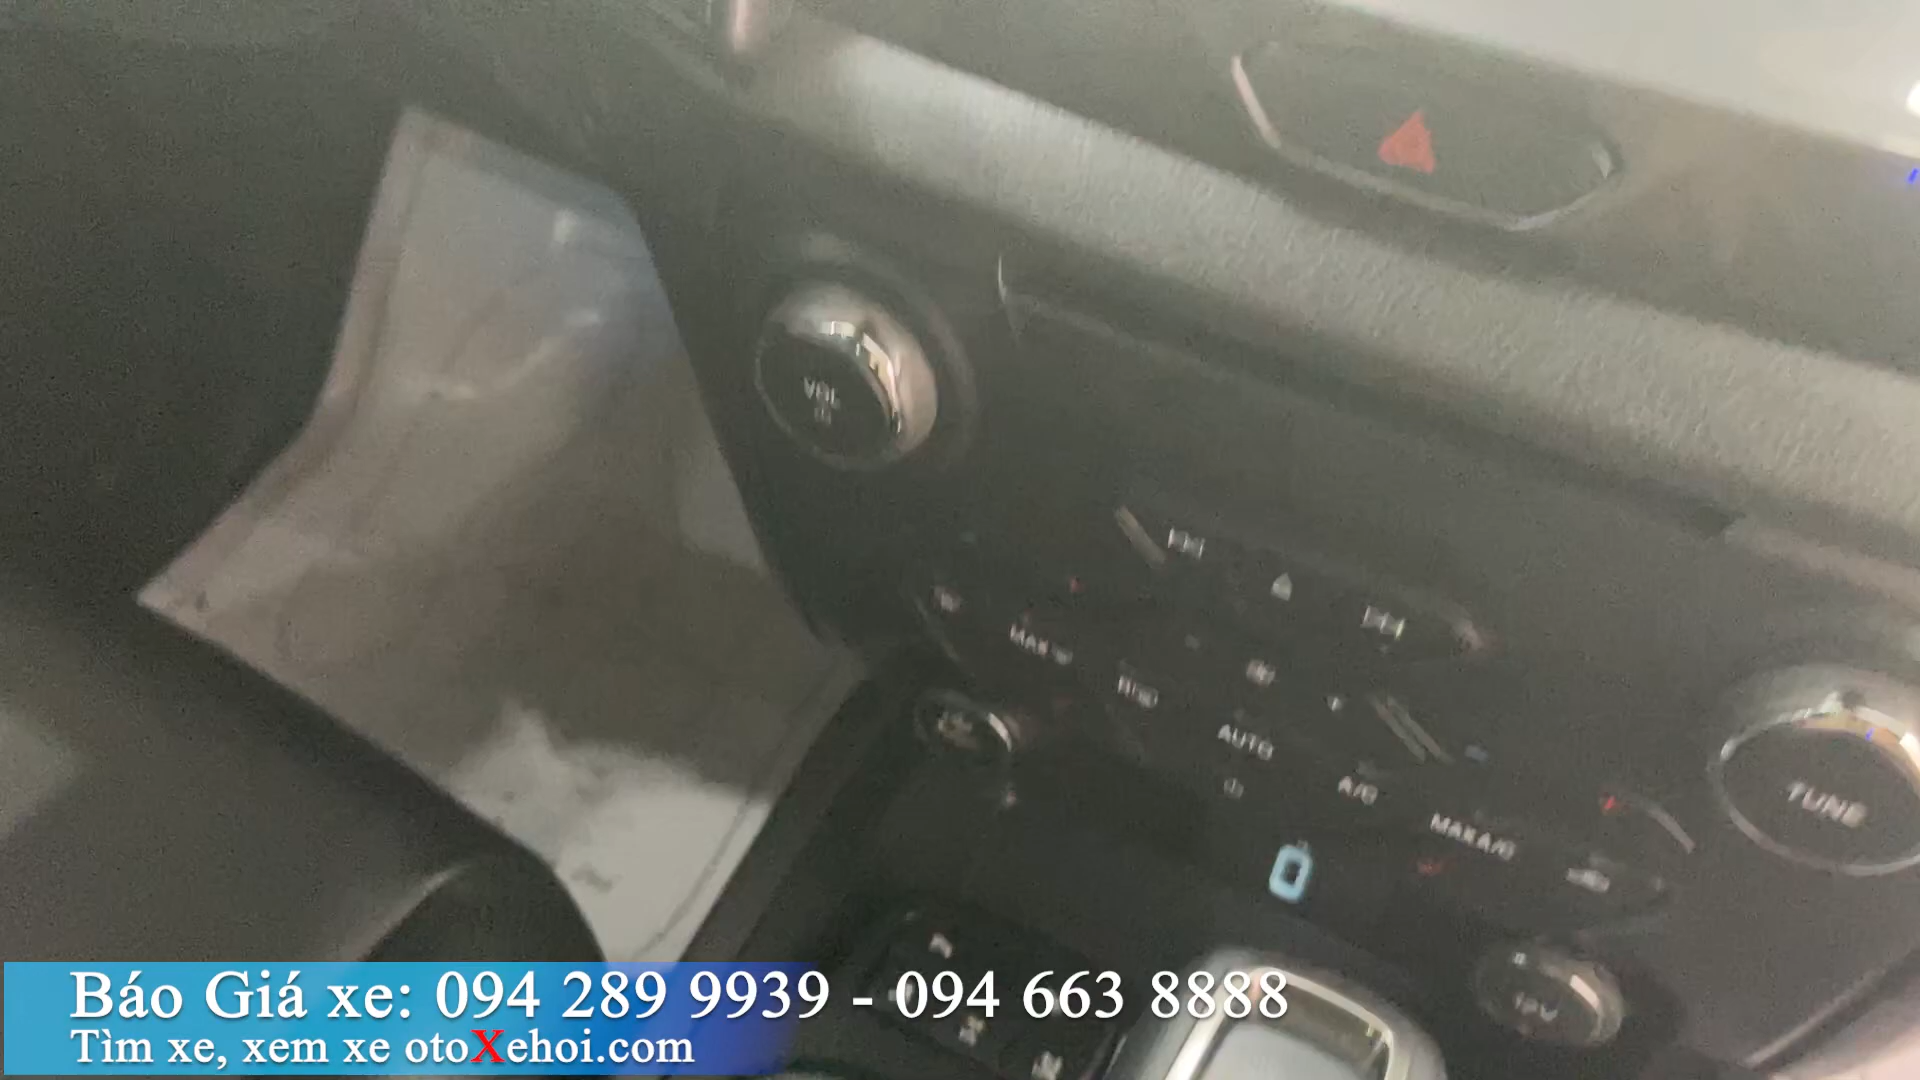 VOL
MAX
AUTO
A/C
MAX A/C
TUNE
12V
Báo Giá xe: 094 289 9939 - 094 663 8888
Tìm xe, xem xe otoXehoi.com